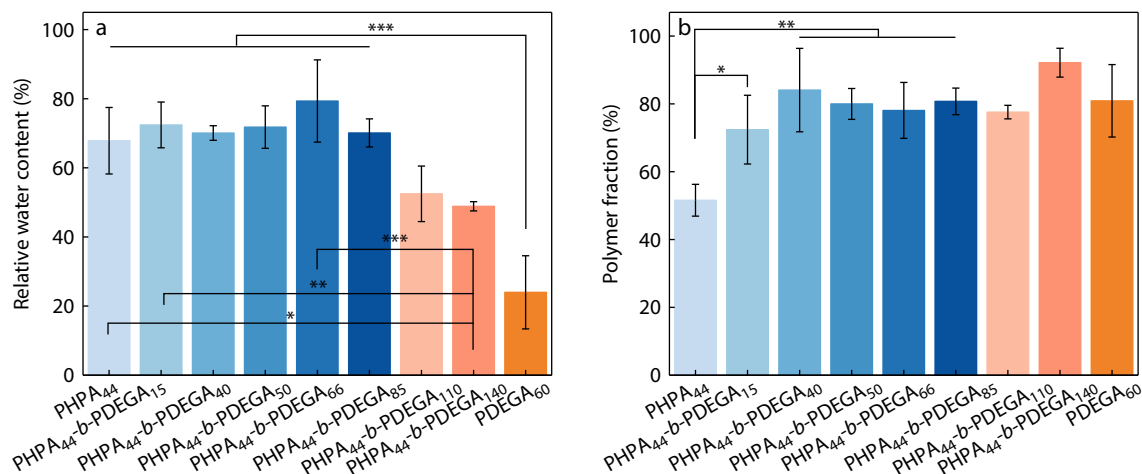 a
Relative water content (%)
100
80
60
40
20
0
***
***
**
*
PHPA₄₄
PHPA₄₄-b-PDEGA₁₅
PHPA₄₄-b-PDEGA₄₀
PHPA₄₄-b-PDEGA₅₀
PHPA₄₄-b-PDEGA₆₆
PHPA₄₄-b-PDEGA₈₅
PHPA₄₄-b-PDEGA₁₁₀
PHPA₄₄-b-PDEGA₁₄₀
PDEGA₆₀
b
Polymer fraction (%)
100
80
60
40
20
0
**
*
PHPA₄₄
PHPA₄₄-b-PDEGA₁₅
PHPA₄₄-b-PDEGA₄₀
PHPA₄₄-b-PDEGA₅₀
PHPA₄₄-b-PDEGA₆₆
PHPA₄₄-b-PDEGA₈₅
PHPA₄₄-b-PDEGA₁₁₀
PHPA₄₄-b-PDEGA₁₄₀
PDEGA₆₀